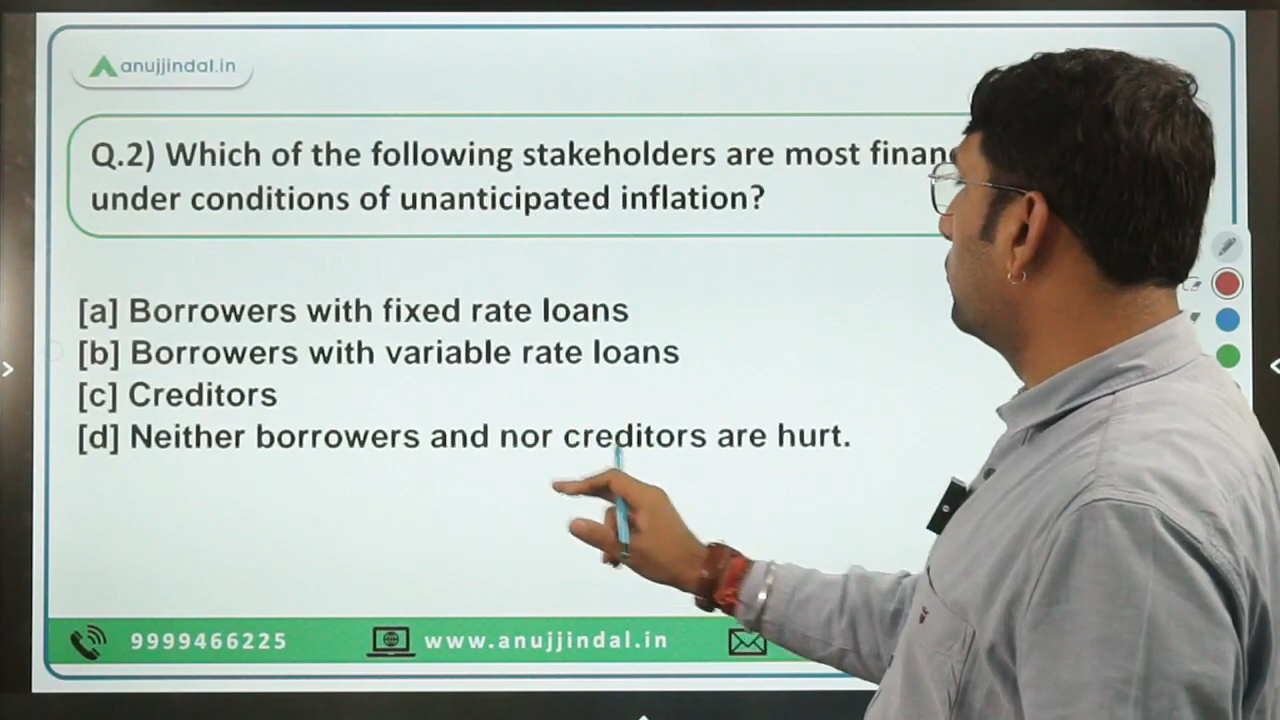 anujjindal.in
Q.2) Which of the following stakeholders are most
under conditions of unanticipated inflation?
[a] Borrowers with fixed rate loans
[b] Borrowers with variable rate loans
[c] Creditors
[d] Neither borrowers and nor creditors are hurt.
9999466225 www.anujjindal.in